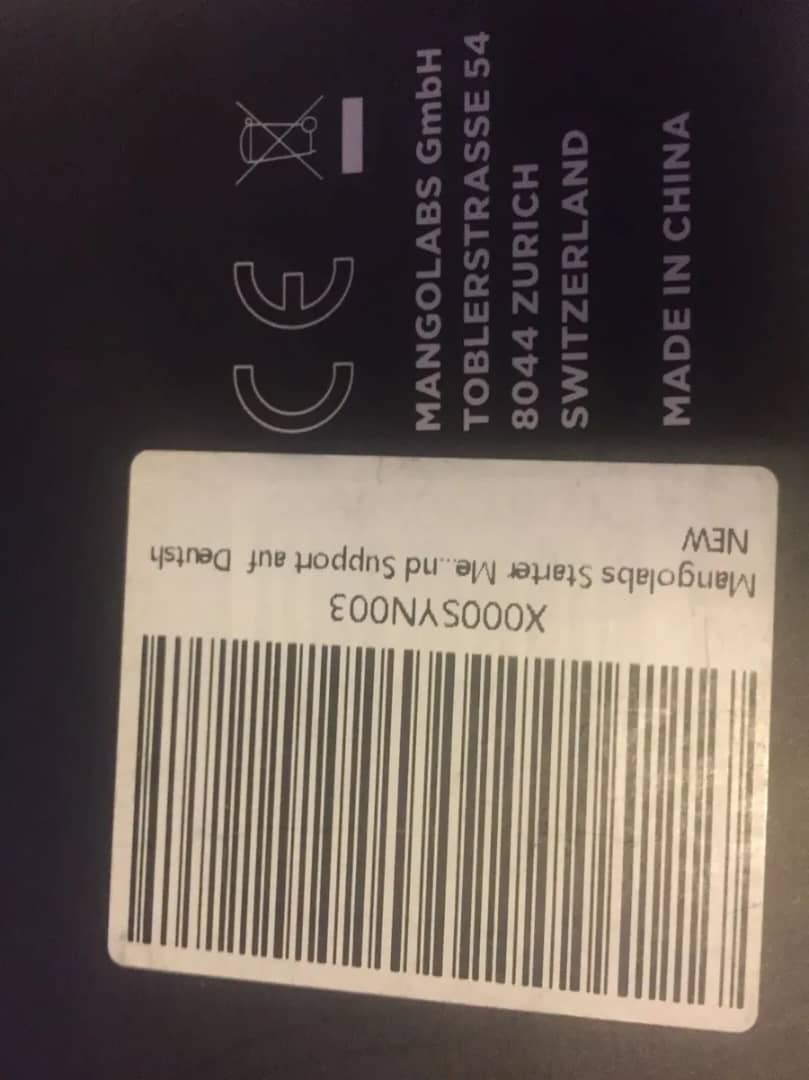 CE
MANGOLABS GmbH
TOBLERSTRASSE 54
8044 ZURICH
SWITZERLAND
MADE IN CHINA
X000SYN003
Mangolabs Starter Me...nd Support auf Deutsh
NEW